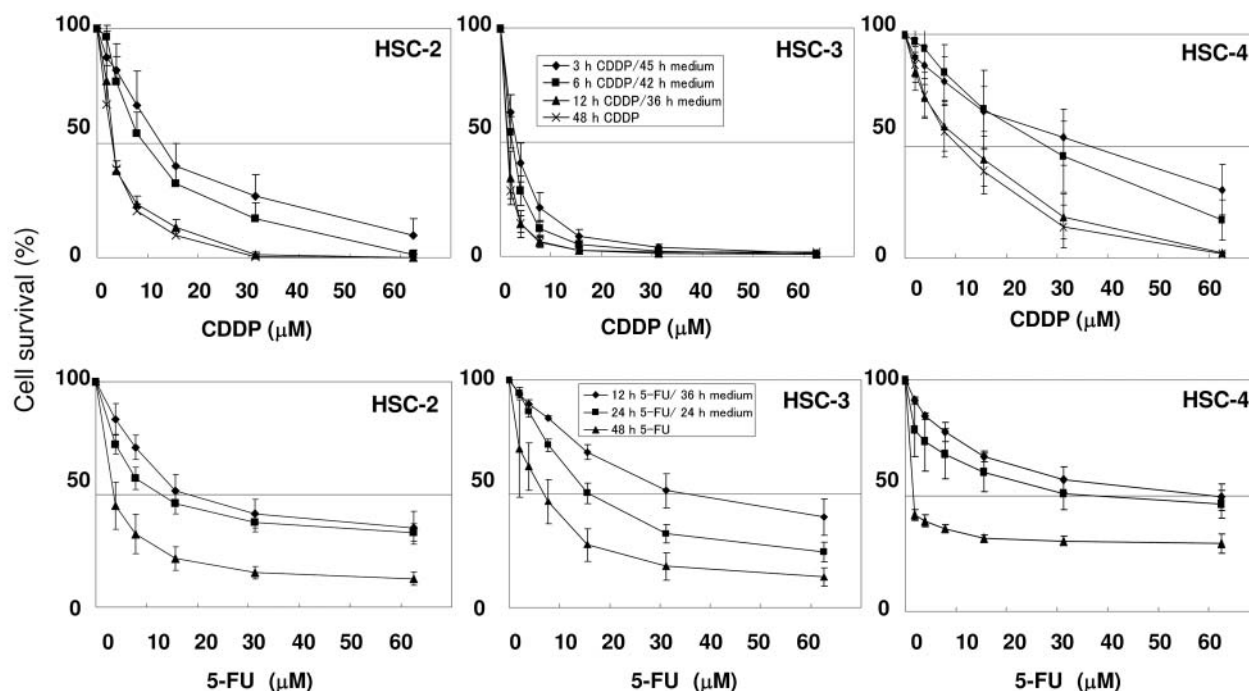 Cell survival (%)
100
50
0
HSC-2
0 10 20 30 40 50 60
CDDP (μM)
100
50
0
HSC-3
3 h CDDP/45 h medium
6 h CDDP/42 h medium
12 h CDDP/36 h medium
48 h CDDP
0 10 20 30 40 50 60
CDDP (μM)
100
50
0
HSC-4
0 10 20 30 40 50 60
CDDP (μM)
100
50
0
HSC-2
0 10 20 30 40 50 60
5-FU (μM)
100
50
0
HSC-3
12 h 5-FU/ 36 h medium
24 h 5-FU/ 24 h medium
48 h 5-FU
0 10 20 30 40 50 60
5-FU (μM)
100
50
0
HSC-4
0 10 20 30 40 50 60
5-FU (μM)